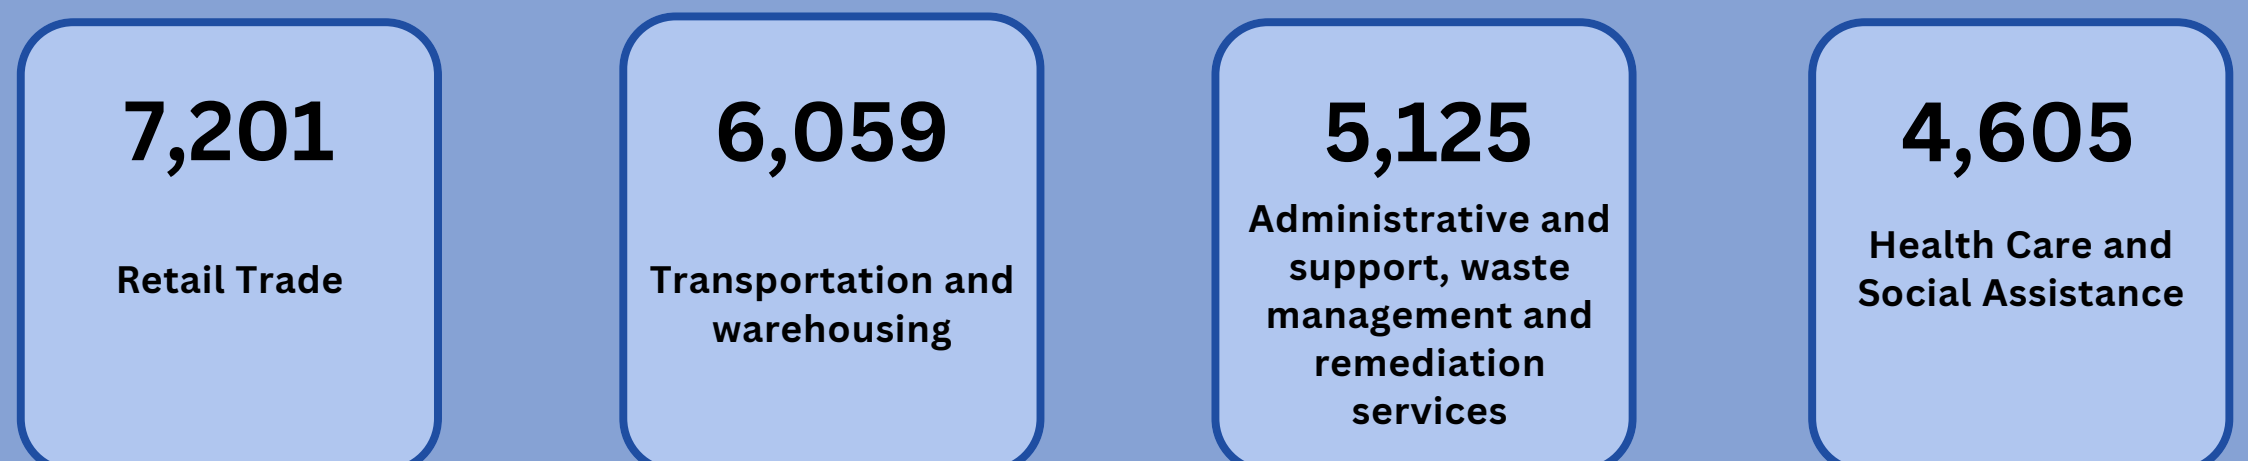 7,201
Retail Trade
6,059
Transportation and
warehousing
5,125
Administrative and
support, waste
management and
remediation
services
4,605
Health Care and
Social Assistance